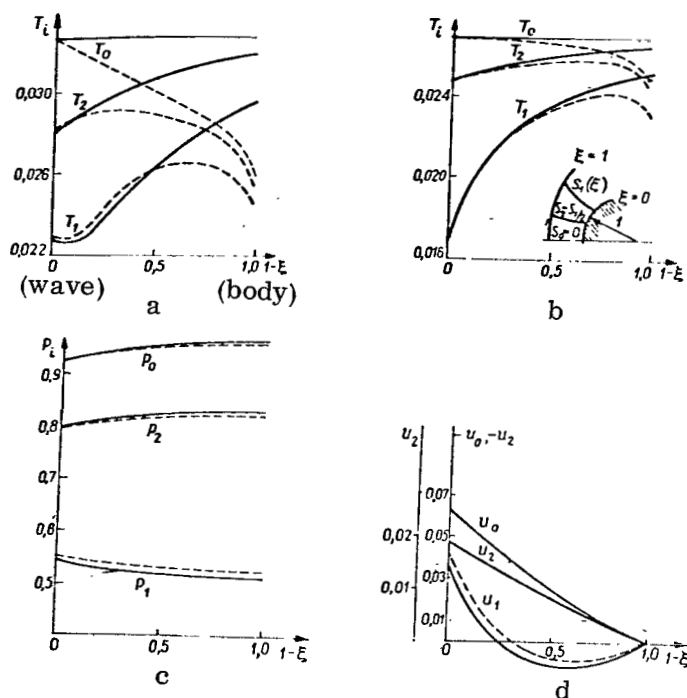 T_i
T_0
0,030
T_2
0,026
T_1
0,022
0
0,5
1,0 1-ξ
(wave)
(body)
a
T_i
T_0
T_2
0,024
T_1
0,020
ξ=1
S_1(ξ)
ξ=0
S_2=S_{1/2}
1
S_0=0
0,016
0
0,5
1,0 1-ξ
b
P_i
P_0
0,9
0,8
P_2
0,8
0,6
0,5
P_1
0
0,5
1,0 1-ξ
c
u_2
u_0,-u_2
0,07
u_0
0,02
0,05
u_2
0,03
0,01
u_1
0,01
0,5
1,0 1-ξ
d